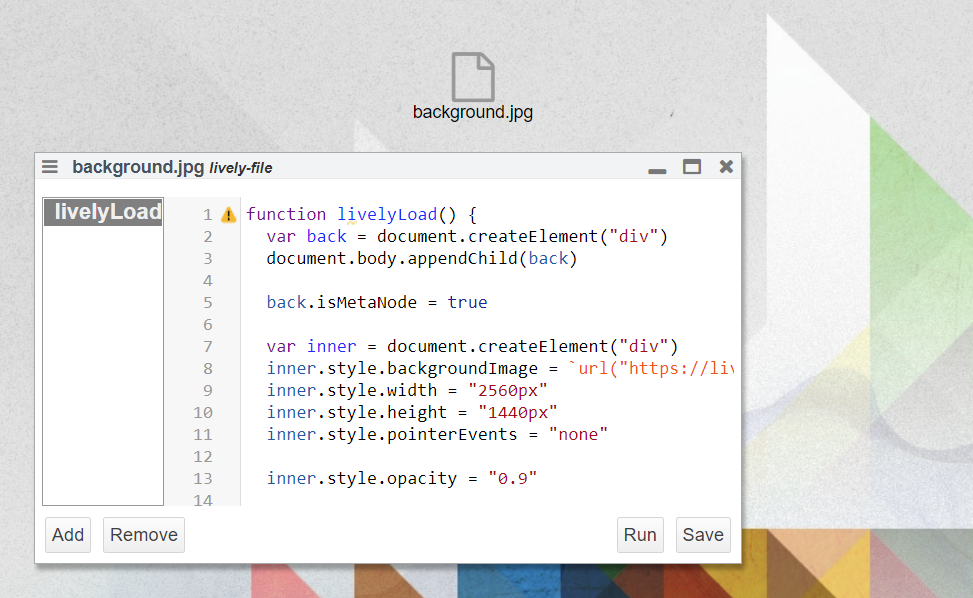 background.jpg
background.jpg lively-file
livelyLoad
1 function livelyLoad() {
2 var back = document.createElement("div")
3 document.body.appendChild(back)
4
5 back.isMetaNode = true
6
7 var inner = document.createElement("div")
8 inner.style.backgroundImage = `url("https://liv
9 inner.style.width = "2560px"
10 inner.style.height = "1440px"
11 inner.style.pointerEvents = "none"
12
13 inner.style.opacity = "0.9"
14
Add Remove Run Save